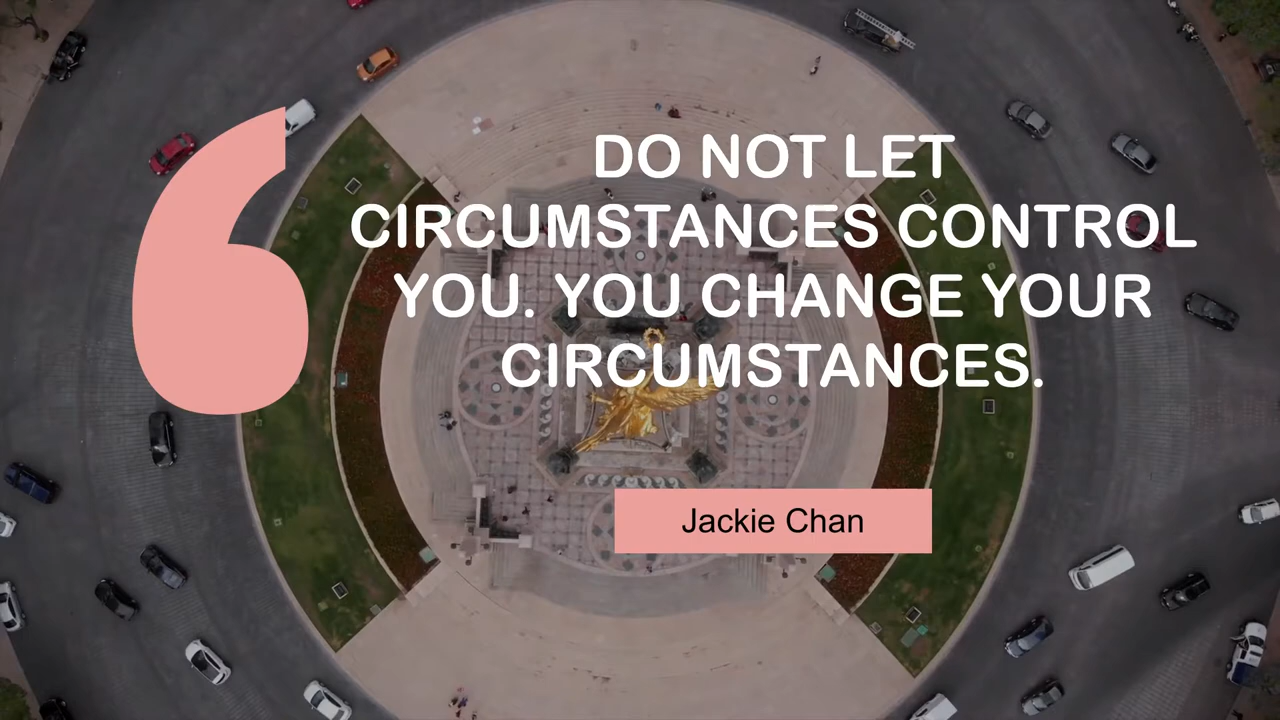 DO NOT LET
CIRCUMSTANCES CONTROL
YOU. YOU CHANGE YOUR
CIRCUMSTANCES.
Jackie Chan